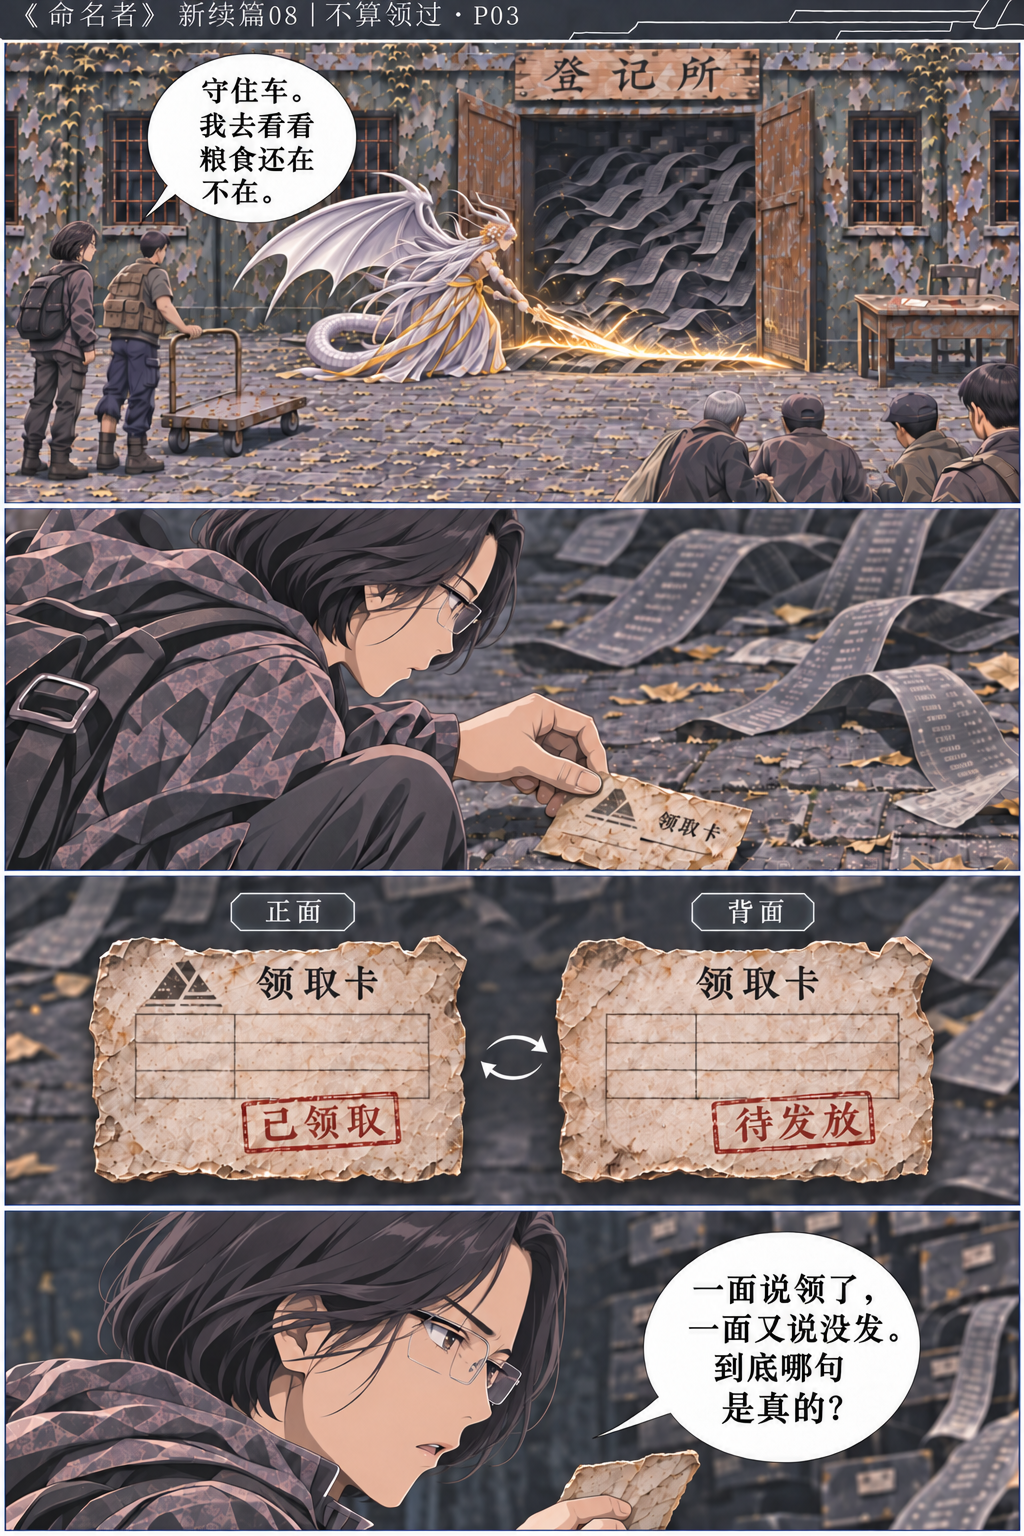 《命名者》 新续篇08 | 不算领过·P03
守住车。
我去看看
粮食还在
不在。
登记所
领取卡
正面
背面
领取卡
已领取
领取卡
待发放
一面说领了，
一面又说没发。
到底哪句
是真的？